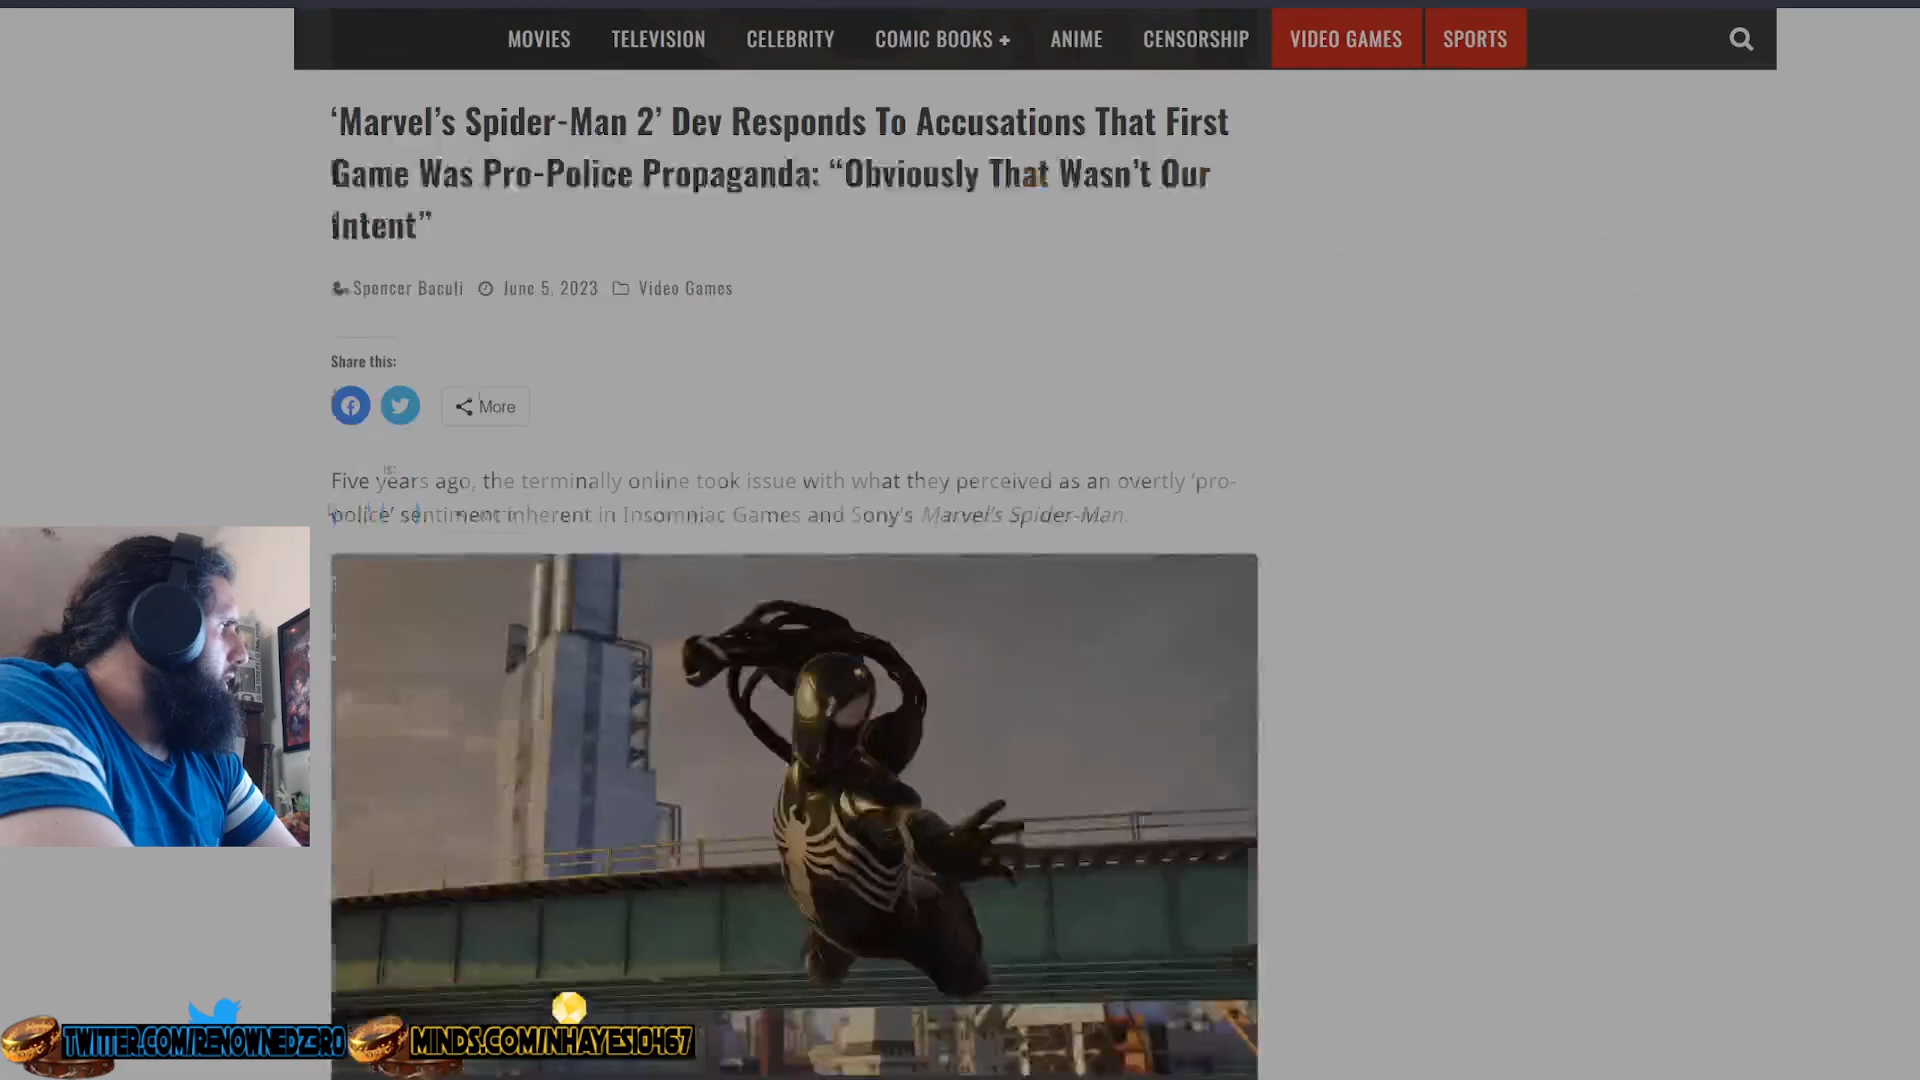 MOVIES TELEVISION CELEBRITY COMIC BOOKS + ANIME CENSORSHIP VIDEO GAMES SPORTS
‘Marvel’s Spider-Man 2’ Dev Responds To Accusations That First
Game Was Pro-Police Propaganda: “Obviously That Wasn’t Our
Intent”
Spencer Baculi June 5, 2023 Video Games
Share this:
More
Five years ago, the terminally online took issue with what they perceived as an overtly ‘pro-
police’ sentiment inherent in Insomniac Games and Sony’s Marvel’s Spider-Man.
TWITTER.COM/RENOWNEDZ3R0 MINDS.COM/NHAYES10467